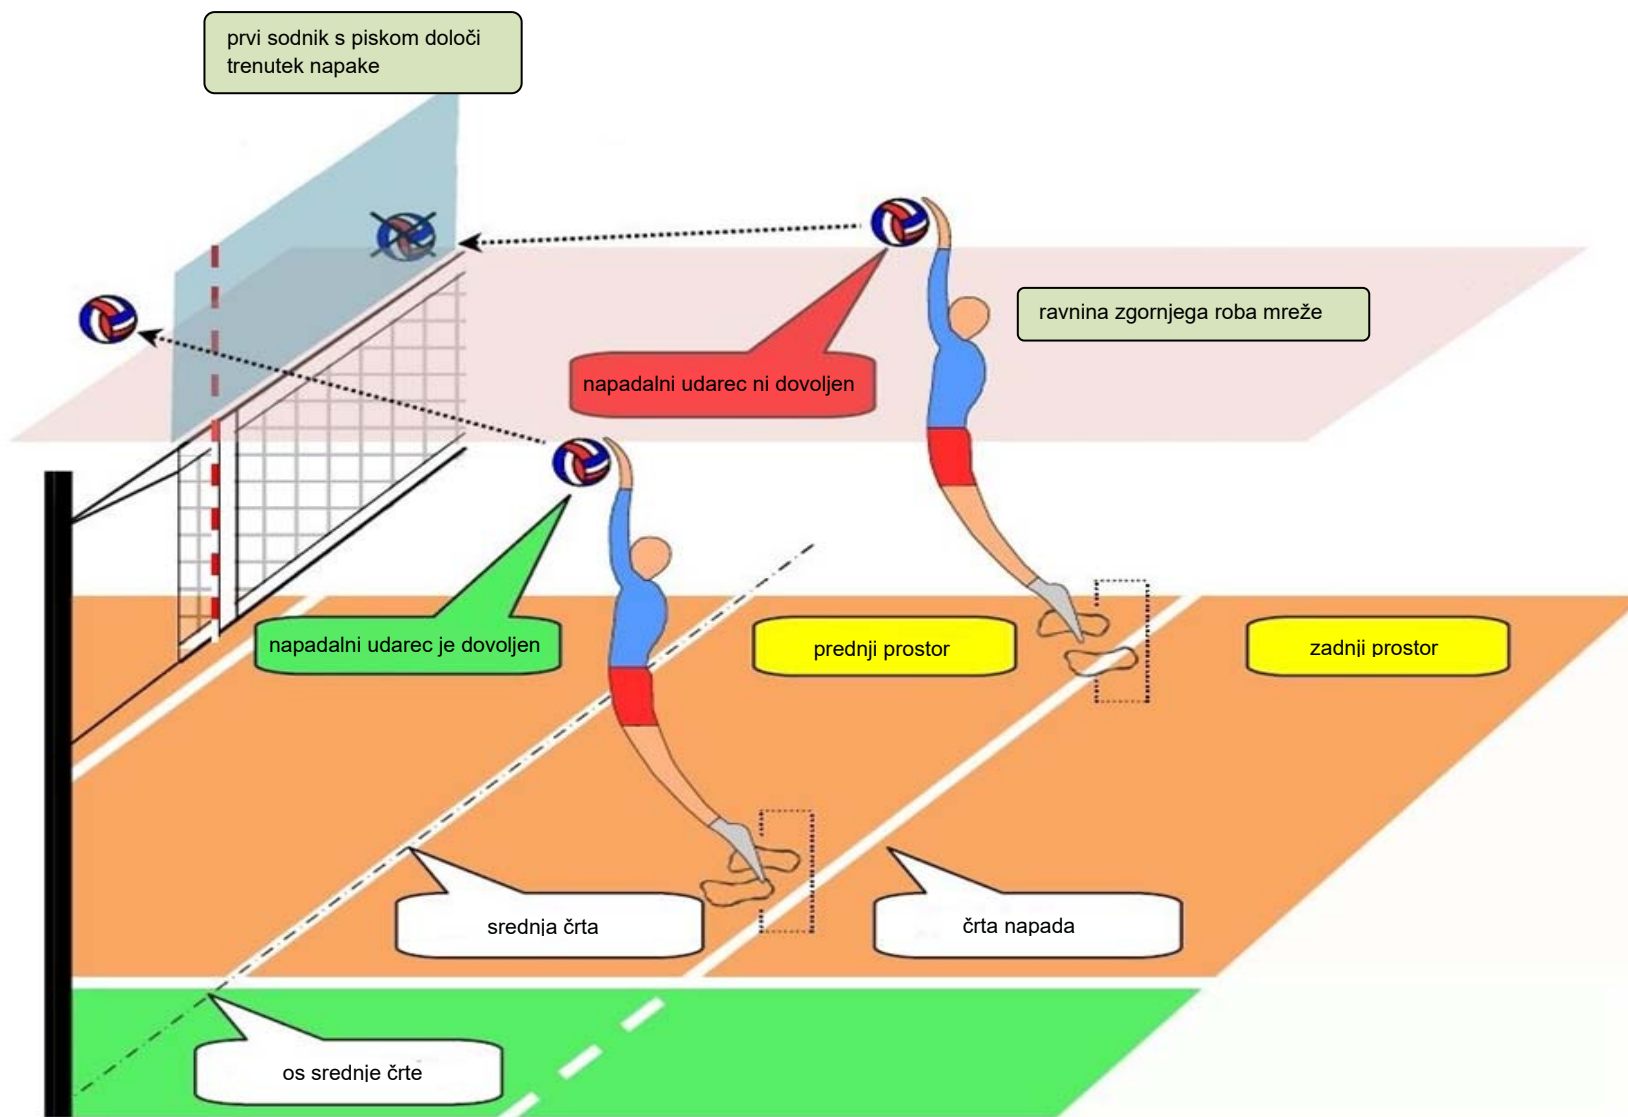 prvi sodnik s piskom določi
trenutek napake
ravnina zgornjega roba mreže
napadalni udarec ni dovoljen
napadalni udarec je dovoljen
prednji prostor
zadnji prostor
srednja črta
črta napada
os srednje črte